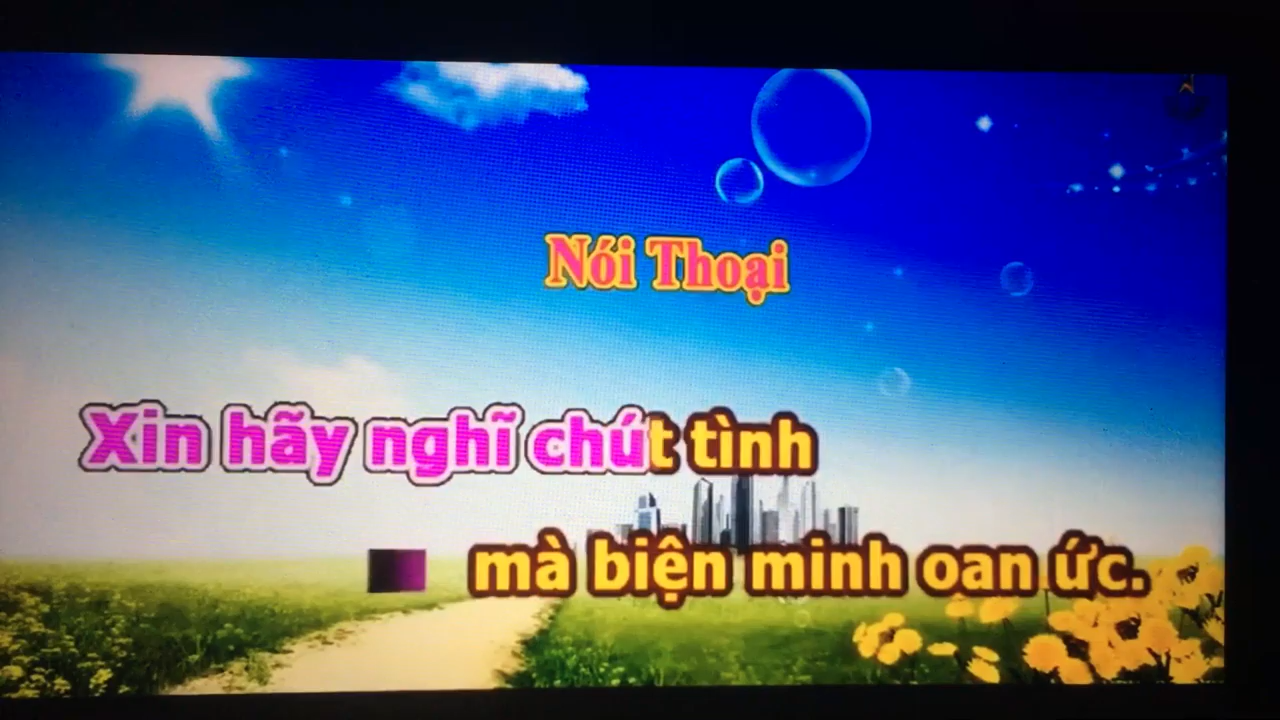 Nói Thoại
Xin hãy nghĩ chút tình
mà biện minh oan ức.